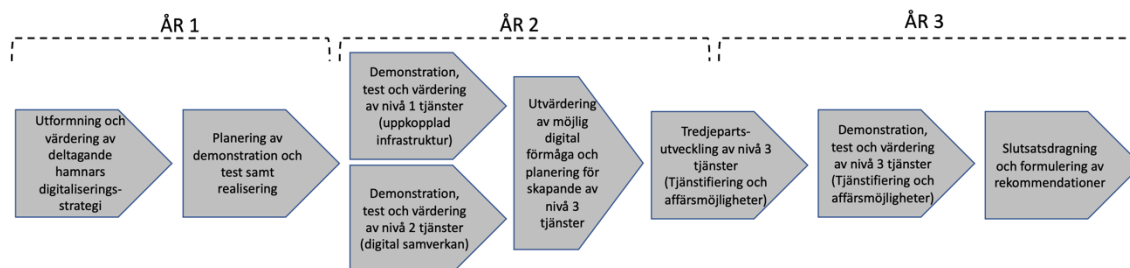 ÅR 1
ÅR 2
ÅR 3
Utformning och
värdering av
deltagande
hamnars
digitaliserings-
strategi
Planering av
demonstration och
test samt
realisering
Demonstration,
test och värdering
av nivå 1 tjänster
(uppkopplad
infrastruktur)
Demonstration,
test och värdering
av nivå 2 tjänster
(digital samverkan)
Utvärdering
av möjlig
digital
förmåga och
planering för
skapande av
nivå 3
tjänster
Tredjeparts-
utveckling av nivå 3
tjänster
(Tjänstifiering och
affärsmöjligheter)
Demonstration,
test och värdering
av nivå 3 tjänster
(Tjänstifiering och
affärsmöjligheter)
Slutsatsdragning
och formulering av
rekommendationer